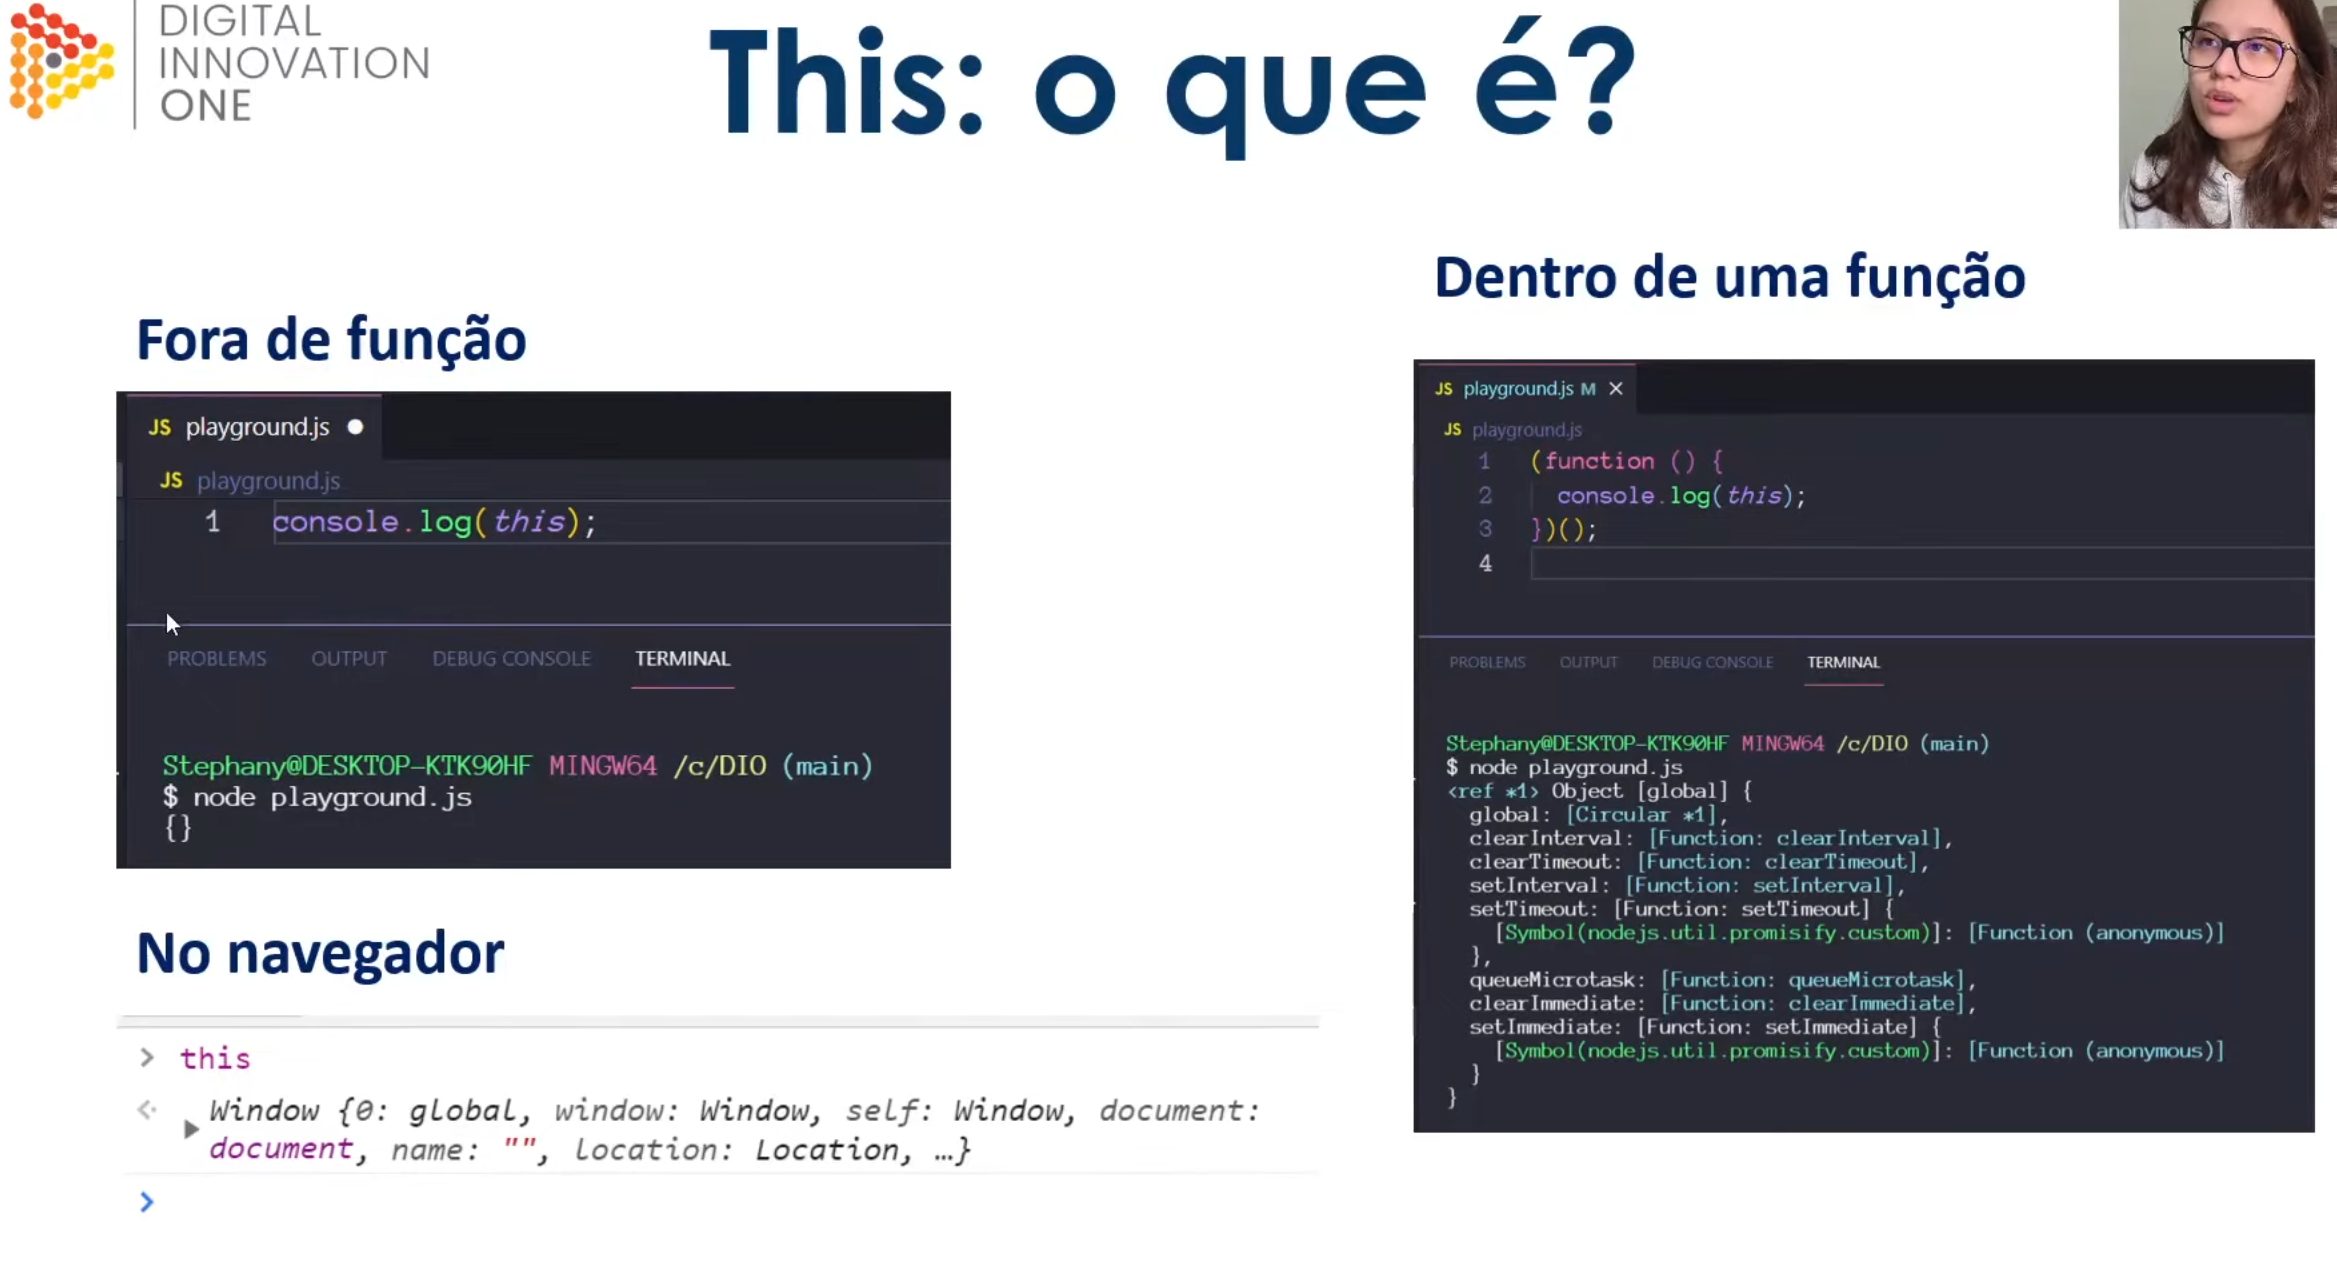 DIGITAL
INNOVATION
ONE
This: o que é?
Fora de função
JS playground.js
JS playground.js
1 console.log(this);
PROBLEMS OUTPUT DEBUG CONSOLE TERMINAL
Stephany@DESKTOP-KTK90HF MINGW64 /c/DIO (main)
$ node playground.js
{}
No navegador
> this
Window {0: global, window: Window, self: Window, document:
document, name: "", location: Location, …}
>
Dentro de uma função
JS playground.js M ×
JS playground.js
1 (function () {
2 console.log(this);
3 })();
4
PROBLEMS OUTPUT DEBUG CONSOLE TERMINAL
Stephany@DESKTOP-KTK90HF MINGW64 /c/DIO (main)
$ node playground.js
<ref *1> Object [global] {
global: [Circular *1],
clearInterval: [Function: clearInterval],
clearTimeout: [Function: clearTimeout],
setInterval: [Function: setInterval],
setTimeout: [Function: setTimeout] {
[Symbol(nodejs.util.promisify.custom)]: [Function (anonymous)]
},
queueMicrotask: [Function: queueMicrotask],
clearImmediate: [Function: clearImmediate],
setImmediate: [Function: setImmediate] {
[Symbol(nodejs.util.promisify.custom)]: [Function (anonymous)]
}
}